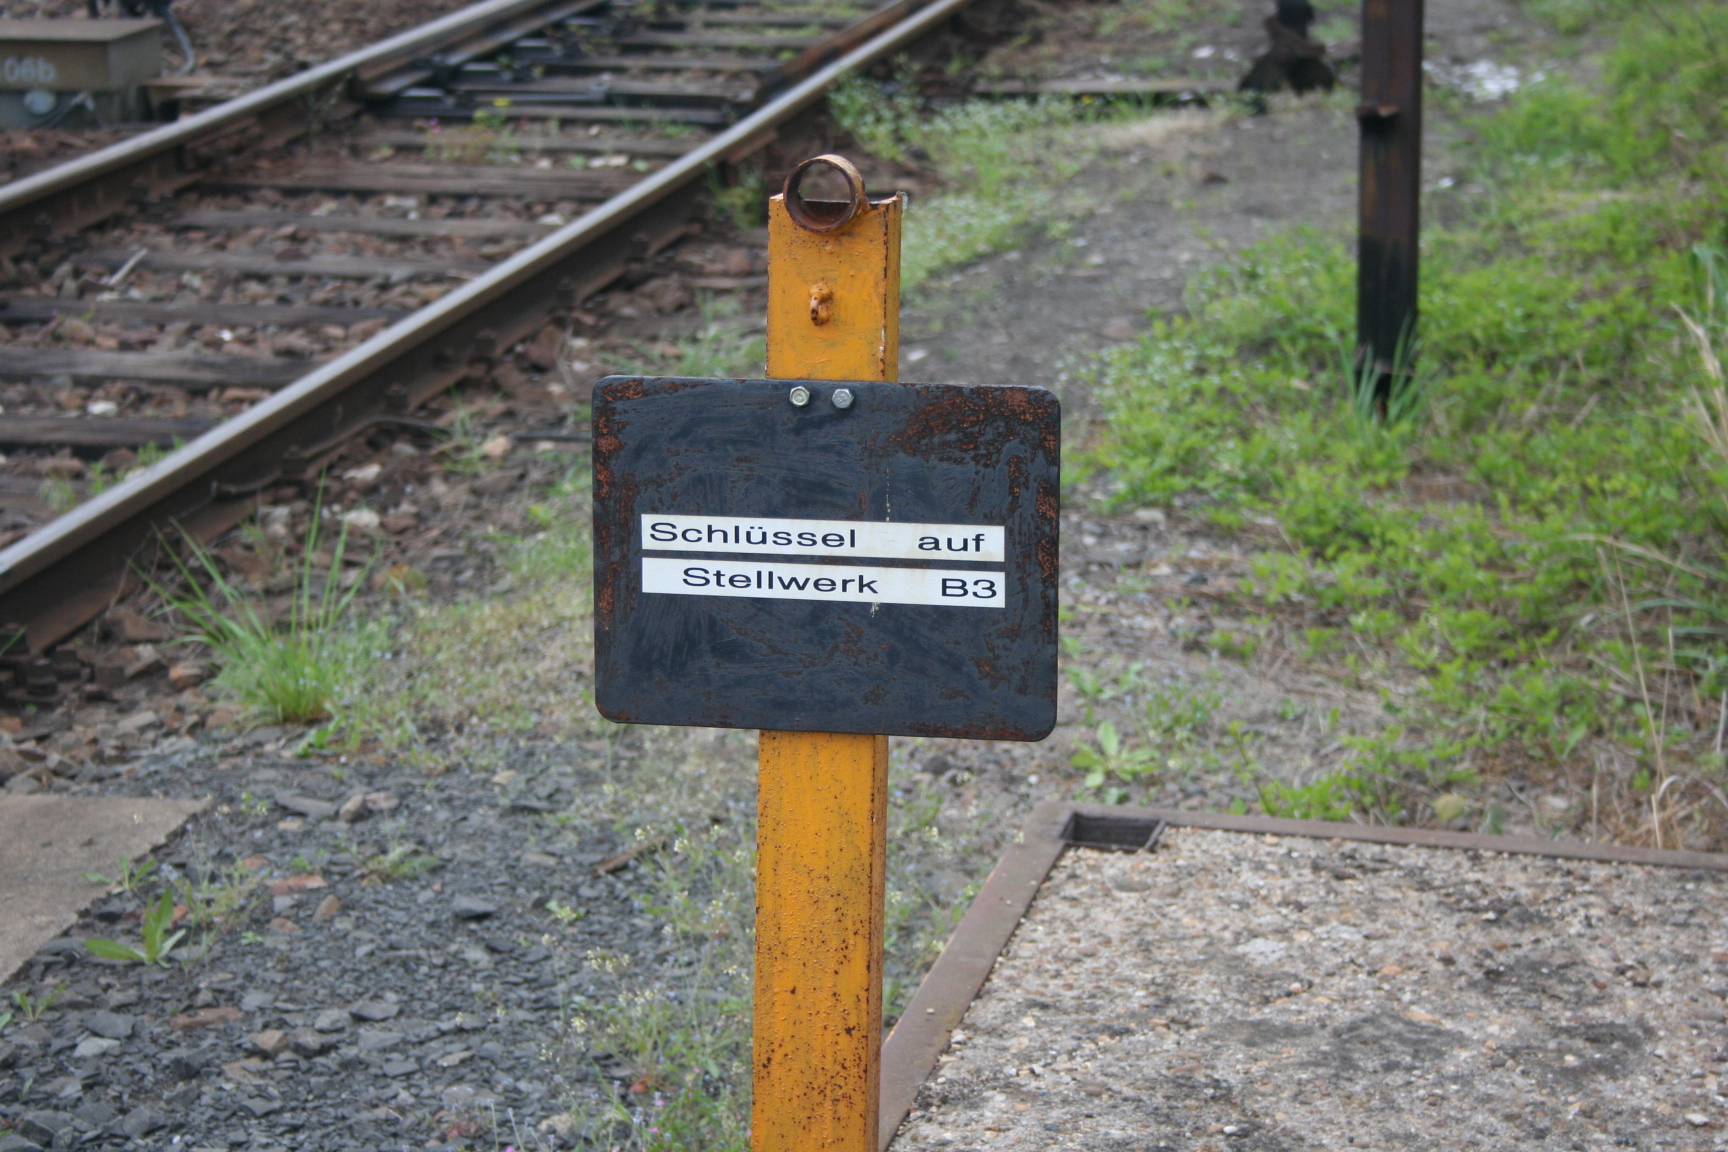 Schlüssel auf
Stellwerk B3